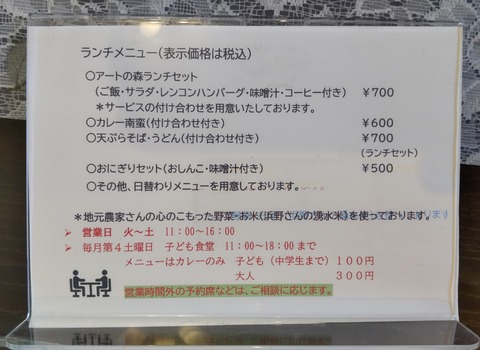 ランチメニュー(表示価格は税込)
〇アートの森ランチセット
(ご飯・サラダ・レンコンハンバーグ・味噌汁・コーヒー付き) ¥700
＊サービスの付け合わせを用意いたしております。
〇カレー南蛮(付け合わせ付き) ¥600
〇天ぷらそば・うどん(付け合わせ付き) ¥700
(ランチセット)
〇おにぎりセット(おしんこ・味噌汁付き) ¥500
〇その他、日替わりメニューを用意しております。
＊地元農家さんの心のこもった野菜・お米(浜野さんの湧水米)を使っております。
➢ 営業日 火～土 11:00～16:00
➢ 毎月第4土曜日 子ども食堂 11:00～18:00まで
メニューはカレーのみ 子ども(中学生まで)100円
大人 300円
営業時間外の予約席などは、ご相談に応じます。